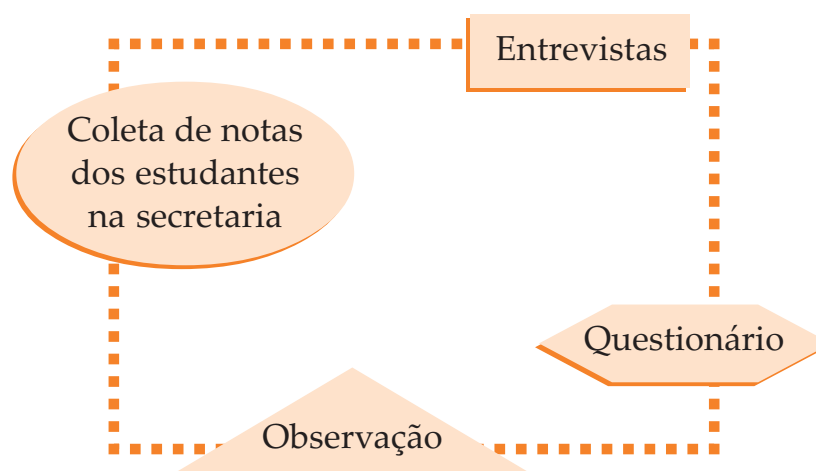 Entrevistas
Coleta de notas
dos estudantes
na secretaria
Questionário
Observação